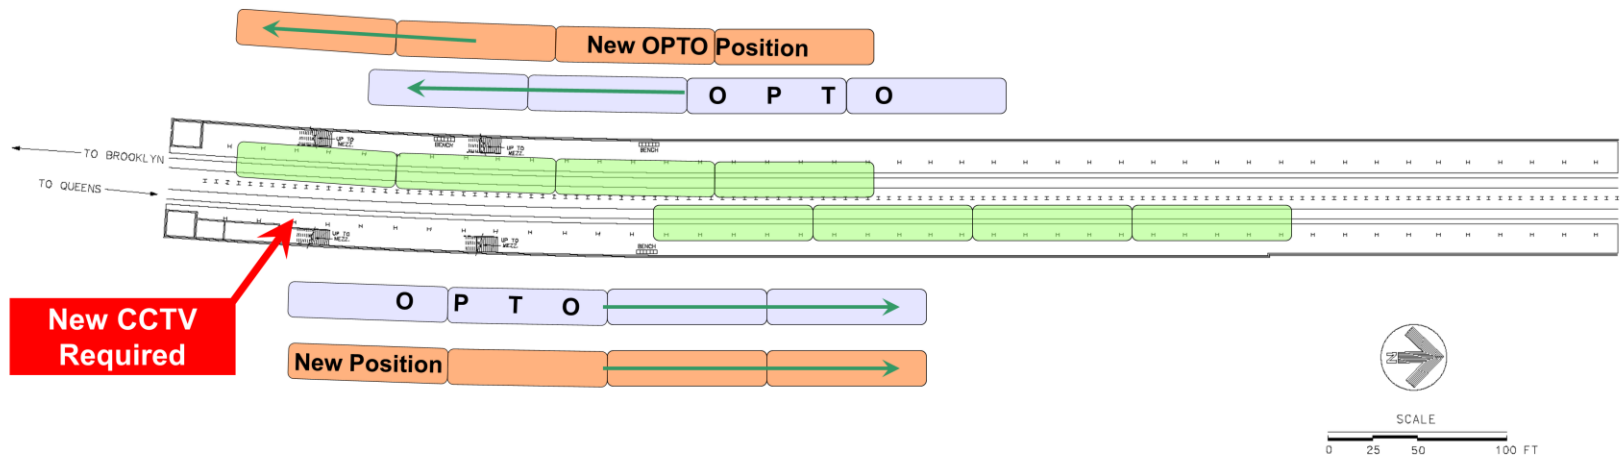 New OPTO Position
O P T O
UP TO
MEZZ.
BENCH
UP TO
MEZZ.
BENCH
TO BROOKLYN
TO QUEENS
UP TO
MEZZ.
UP TO
MEZZ.
BENCH
New CCTV
Required
O P T O
New Position
N
SCALE
0 25 50 100 FT